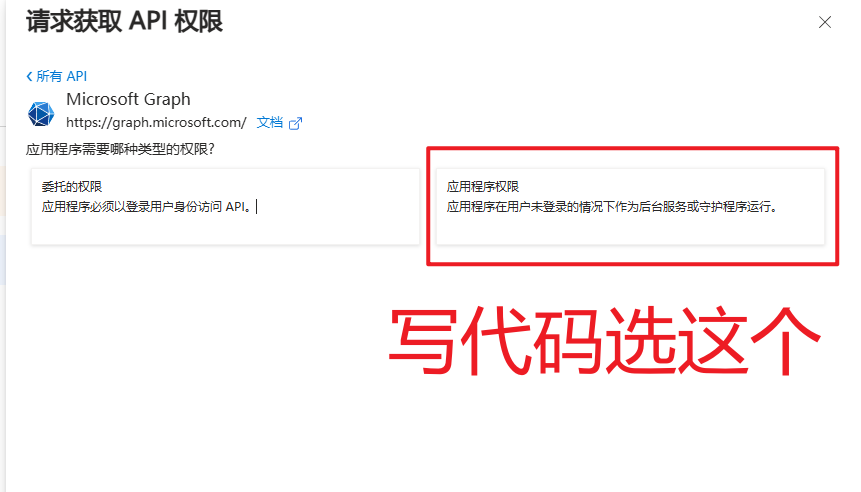 请求获取 API 权限
所有 API
Microsoft Graph
https://graph.microsoft.com/ 文档
应用程序需要哪种类型的权限?
委托的权限
应用程序必须以登录用户身份访问 API。
应用程序权限
应用程序在用户未登录的情况下作为后台服务或守护程序运行。
写代码选这个